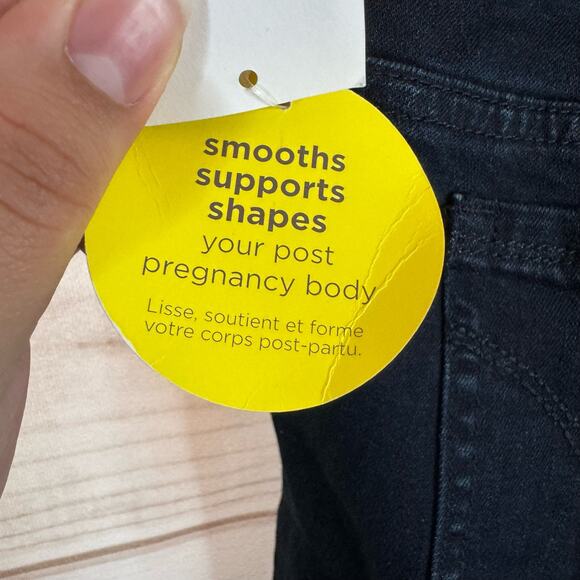 smooths
supports
shapes
your post
pregnancy body
Lisse, soutient et forme
votre corps post-partu.